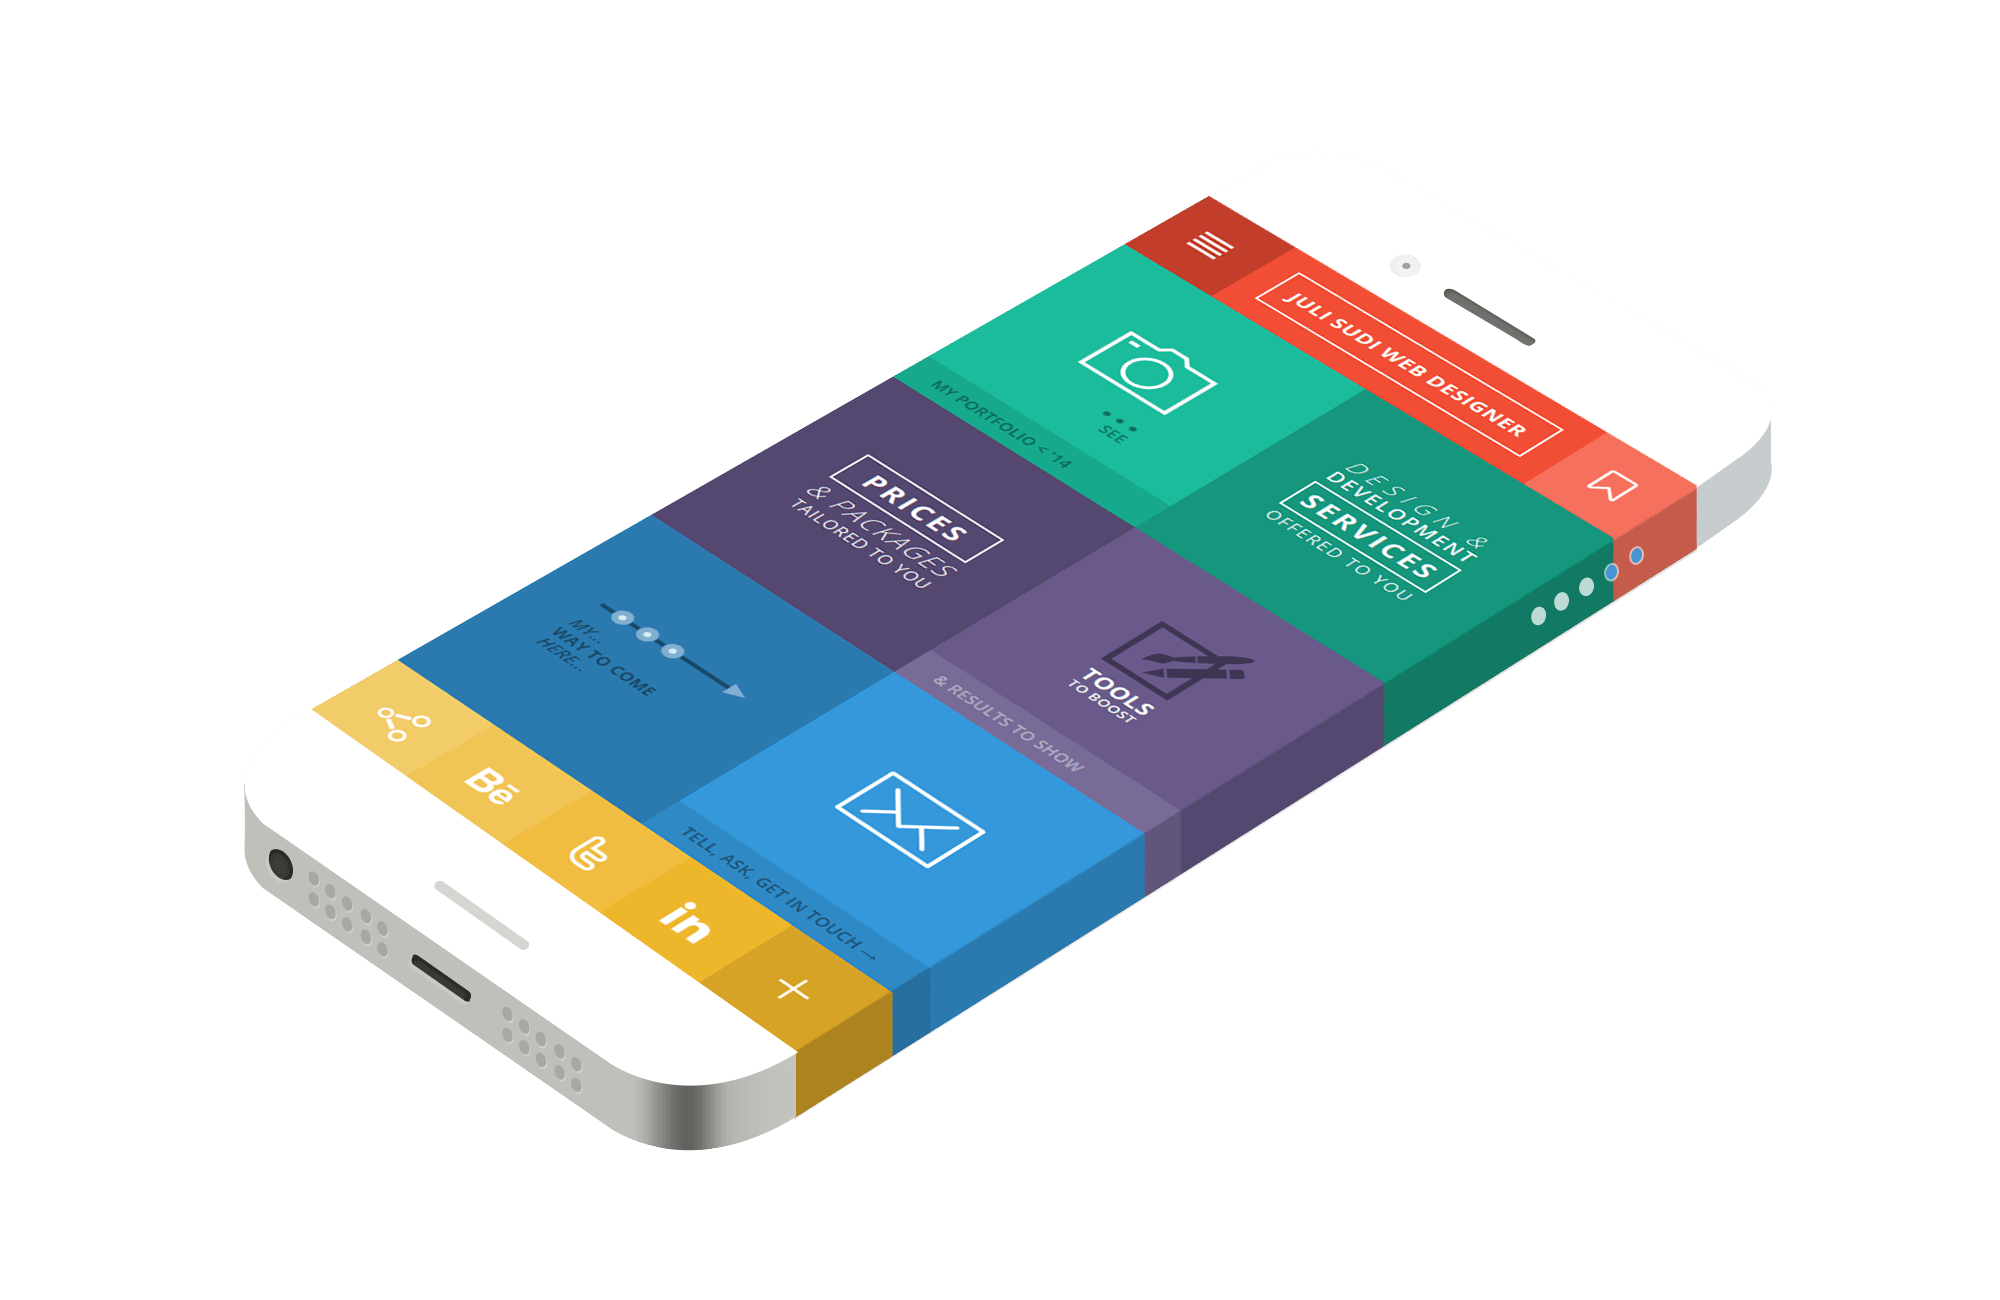 JULI SUDI WEB DESIGNER
SEE
MY PORTFOLIO < '14
DESIGN &
DEVELOPMENT
SERVICES
OFFERED TO YOU
PRICES
& PACKAGES
TAILORED TO YOU
TOOLS
TO BOOST
& RESULTS TO SHOW
MY...
WAY TO COME
HERE...
TELL, ASK, GET IN TOUCH →
Bē
t
in